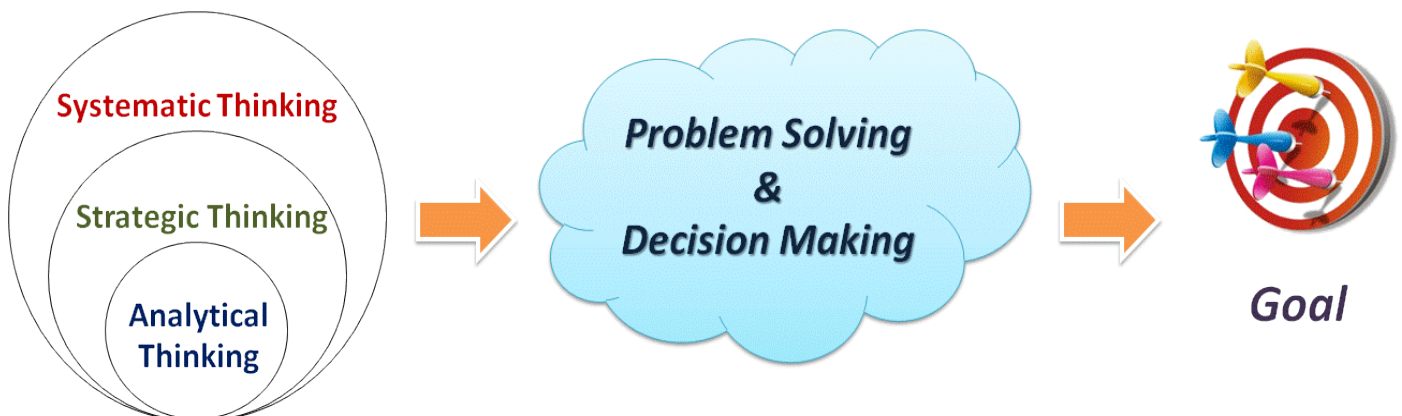 Systematic Thinking
Strategic Thinking
Analytical
Thinking
Problem Solving
&
Decision Making
Goal